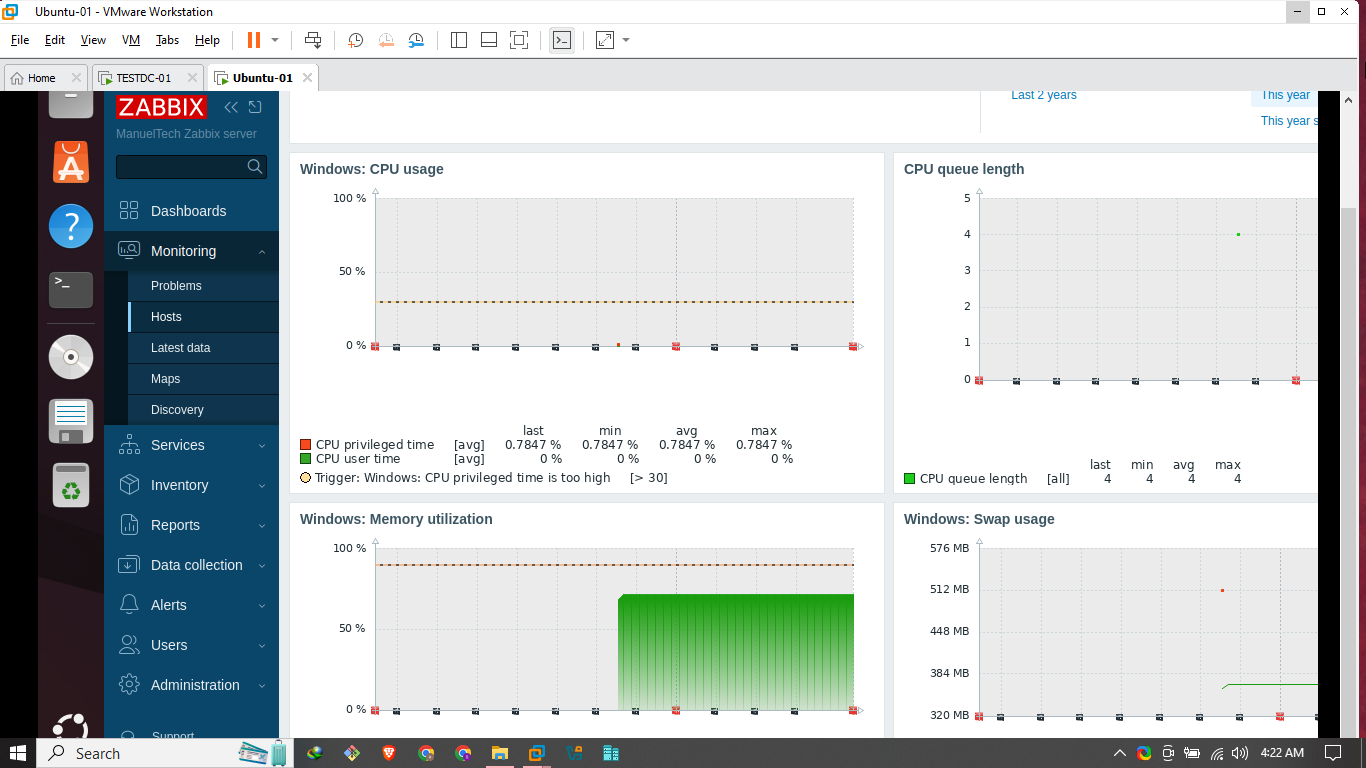 Ubuntu-01 - VMware Workstation
File Edit View VM Tabs Help
Home TESTDC-01 Ubuntu-01
ZABBIX
ManuelTech Zabbix server
Dashboards
Monitoring
Problems
Hosts
Latest data
Maps
Discovery
Services
Inventory
Reports
Data collection
Alerts
Users
Administration
Support
Last 2 years This year
This year s
Windows: CPU usage
100 %
50 %
0 %
last min avg max
CPU privileged time [avg] 0.7847 % 0.7847 % 0.7847 % 0.7847 %
CPU user time [avg] 0 % 0 % 0 % 0 %
Trigger: Windows: CPU privileged time is too high [> 30]
CPU queue length
5
4
3
2
1
0
last min avg max
CPU queue length [all] 4 4 4 4
Windows: Memory utilization
100 %
50 %
0 %
Windows: Swap usage
576 MB
512 MB
448 MB
384 MB
320 MB
Search
4:22 AM